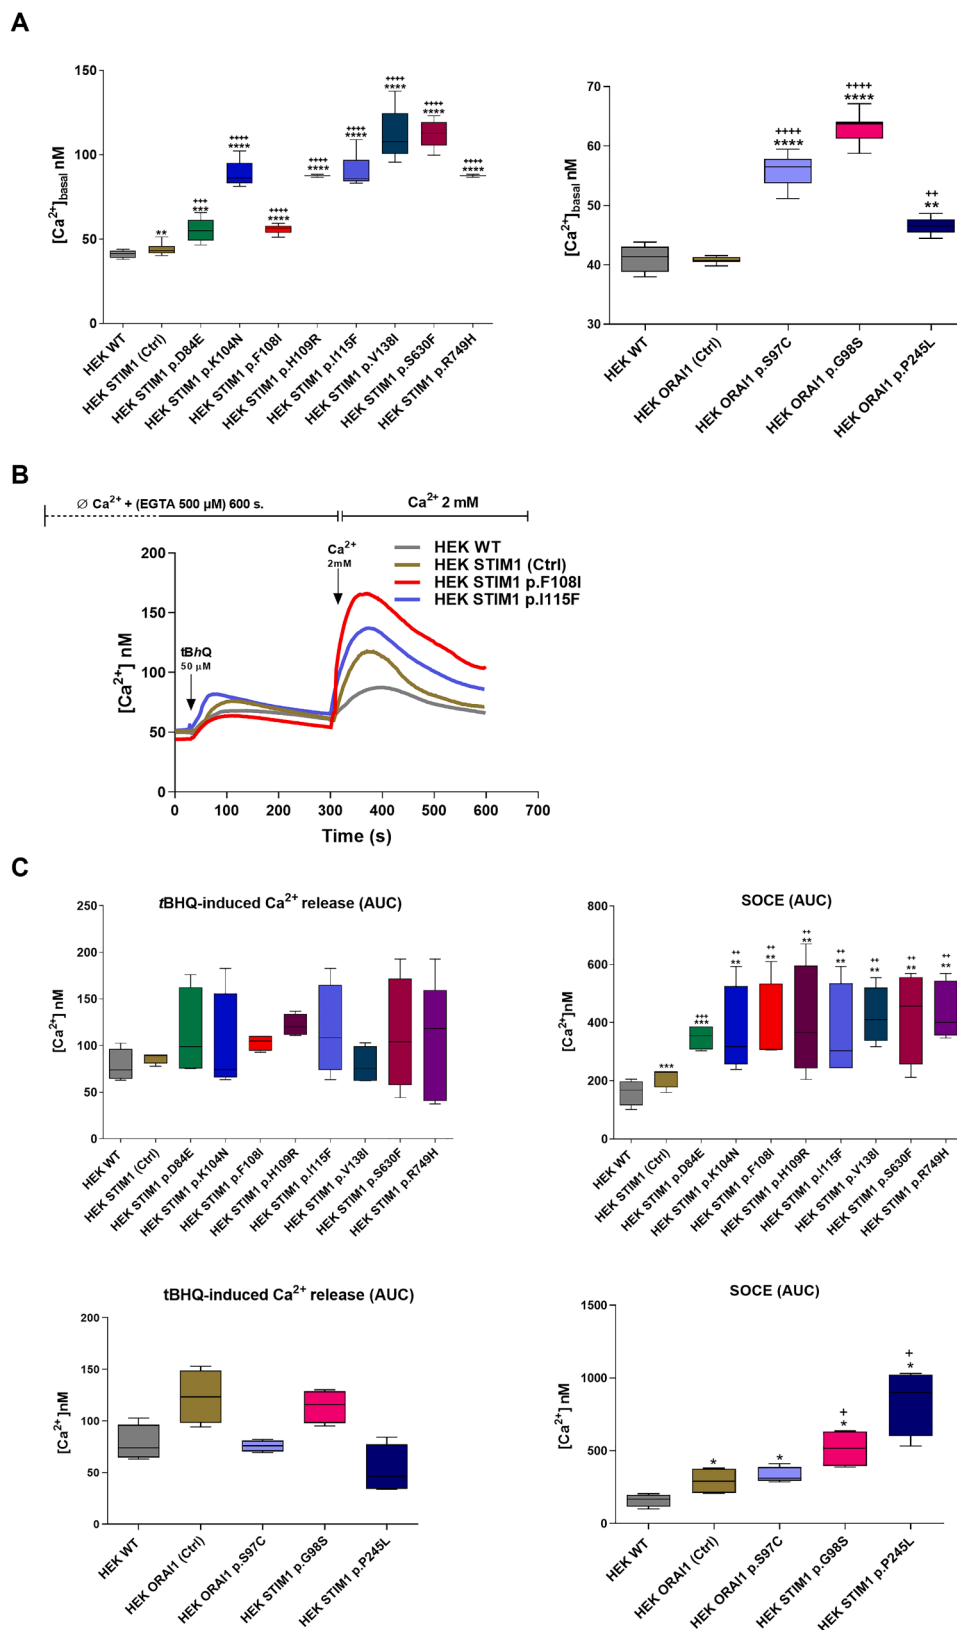 A
[Ca2+]basal nM
150
100
50
0
**
+++
***
++++
****
++++
****
++++
****
++++
****
++++
****
++++
****
++++
****
HEK WT
HEK STIM1 (Ctrl)
HEK STIM1 p.D84E
HEK STIM1 p.K104N
HEK STIM1 p.F108I
HEK STIM1 p.H109R
HEK STIM1 p.I115F
HEK STIM1 p.V138I
HEK STIM1 p.S630F
HEK STIM1 p.R749H
[Ca2+]basal nM
70
60
50
40
30
++++
****
++++
****
++
**
HEK WT
HEK ORAI1 (Ctrl)
HEK ORAI1 p.S97C
HEK ORAI1 p.G98S
HEK ORAI1 p.P245L
B
∅ Ca2+ + (EGTA 500 µM) 600 s.
Ca2+ 2 mM
[Ca2+] nM
200
150
100
50
0
tBhQ
50 µM
Ca2+
2mM
HEK WT
HEK STIM1 (Ctrl)
HEK STIM1 p.F108I
HEK STIM1 p.I115F
0 100 200 300 400 500 600 700
Time (s)
C
tBHQ-induced Ca2+ release (AUC)
[Ca2+] nM
250
200
150
100
50
0
HEK WT
HEK STIM1 (Ctrl)
HEK STIM1 p.D84E
HEK STIM1 p.K104N
HEK STIM1 p.F108I
HEK STIM1 p.H109R
HEK STIM1 p.I115F
HEK STIM1 p.V138I
HEK STIM1 p.S630F
HEK STIM1 p.R749H
SOCE (AUC)
[Ca2+]nM
800
600
400
200
0
***
+++
***
++
**
++
**
++
**
++
**
++
**
++
**
++
**
HEK WT
HEK STIM1 (Ctrl)
HEK STIM1 p.D84E
HEK STIM1 p.K104N
HEK STIM1 p.F108I
HEK STIM1 p.H109R
HEK STIM1 p.I115F
HEK STIM1 p.V138I
HEK STIM1 p.S630F
HEK STIM1 p.R749H
tBHQ-induced Ca2+ release (AUC)
[Ca2+]nM
200
150
100
50
0
HEK WT
HEK ORAI1 (Ctrl)
HEK ORAI1 p.S97C
HEK STIM1 p.G98S
HEK STIM1 p.P245L
SOCE (AUC)
[Ca2+] nM
1500
1000
500
0
*
*
+
*
+
*
HEK WT
HEK ORAI1 (Ctrl)
HEK ORAI1 p.S97C
HEK STIM1 p.G98S
HEK STIM1 p.P245L